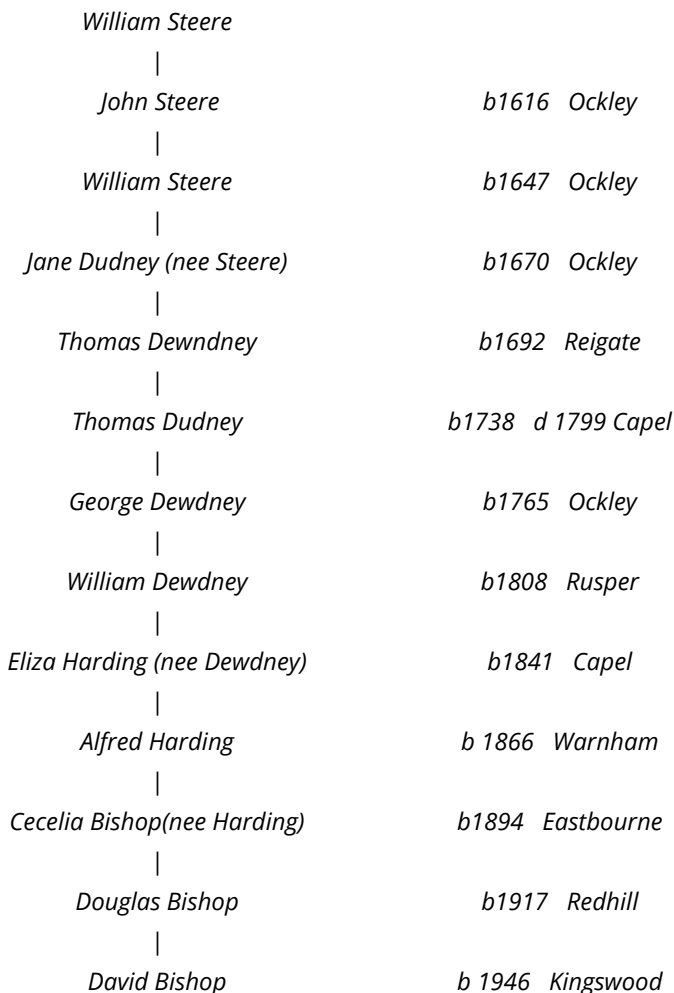 William Steere
|
John Steere b1616 Ockley
|
William Steere b1647 Ockley
|
Jane Dudney (nee Steere) b1670 Ockley
|
Thomas Dewndney b1692 Reigate
|
Thomas Dudney b1738 d 1799 Capel
|
George Dewdney b1765 Ockley
|
William Dewdney b1808 Rusper
|
Eliza Harding (nee Dewdney) b1841 Capel
|
Alfred Harding b 1866 Warnham
|
Cecelia Bishop(nee Harding) b1894 Eastbourne
|
Douglas Bishop b1917 Redhill
|
David Bishop b 1946 Kingswood